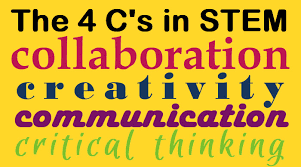 The 4 C's in STEM
collaboration
creativity
communication
critical thinking